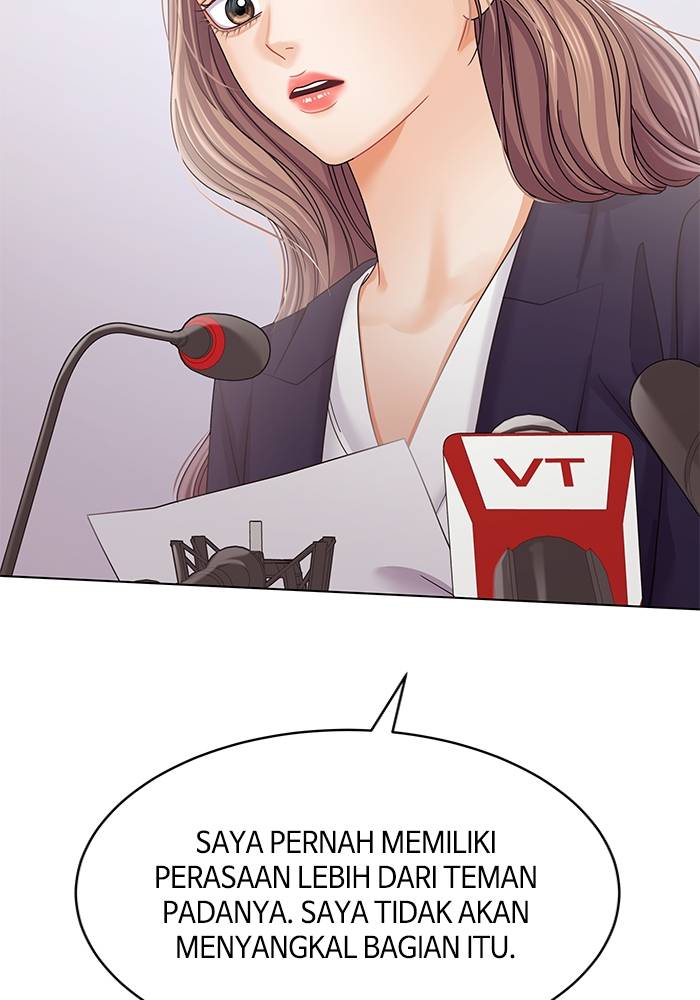 VT
SAYA PERNAH MEMILIKI
PERASAAN LEBIH DARI TEMAN
PADANYA. SAYA TIDAK AKAN
MENYANGKAL BAGIAN ITU.